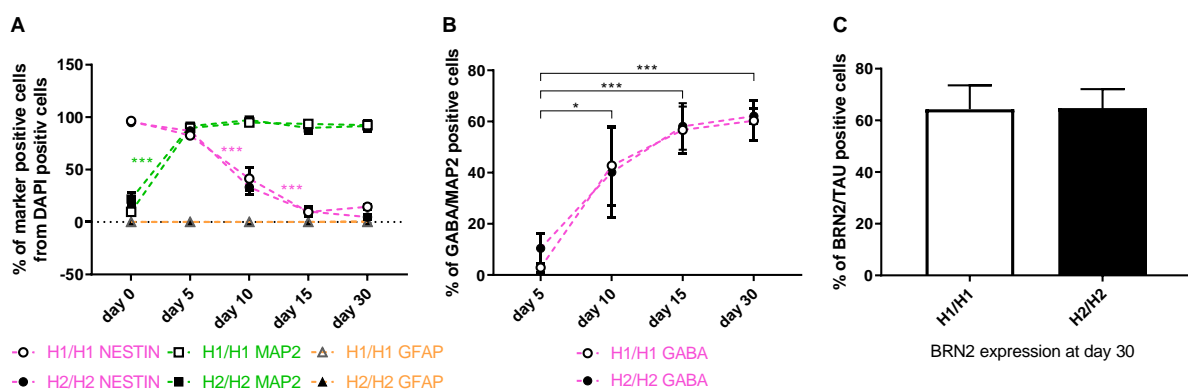 A
% of marker positive cells
from DAPI positiv cells
150
100
50
0
-50
***
***
***
day 0
day 5
day 10
day 15
day 30
H1/H1 NESTIN
H1/H1 MAP2
H1/H1 GFAP
H2/H2 NESTIN
H2/H2 MAP2
H2/H2 GFAP
B
% of GABA/MAP2 positive cells
80
60
40
20
0
***
***
*
day 5
day 10
day 15
day 30
H1/H1 GABA
H2/H2 GABA
C
% of BRN2/TAU positive cells
80
60
40
20
0
H1/H1
H2/H2
BRN2 expression at day 30